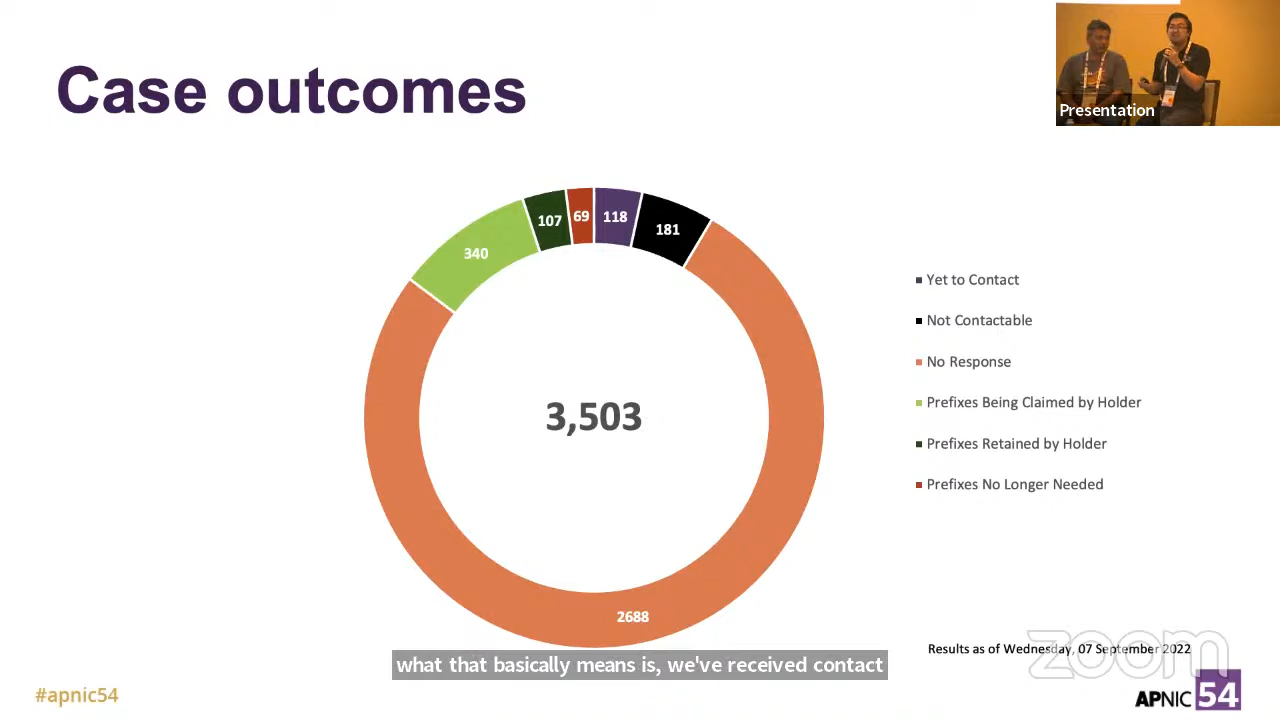 Case outcomes
Presentation
118
181
2688
340
107
69
3,503
Yet to Contact
Not Contactable
No Response
Prefixes Being Claimed by Holder
Prefixes Retained by Holder
Prefixes No Longer Needed
what that basically means is, we've received contact
Results as of Wednesday, 07 September 2022
zoom
#apnic54
APNIC 54